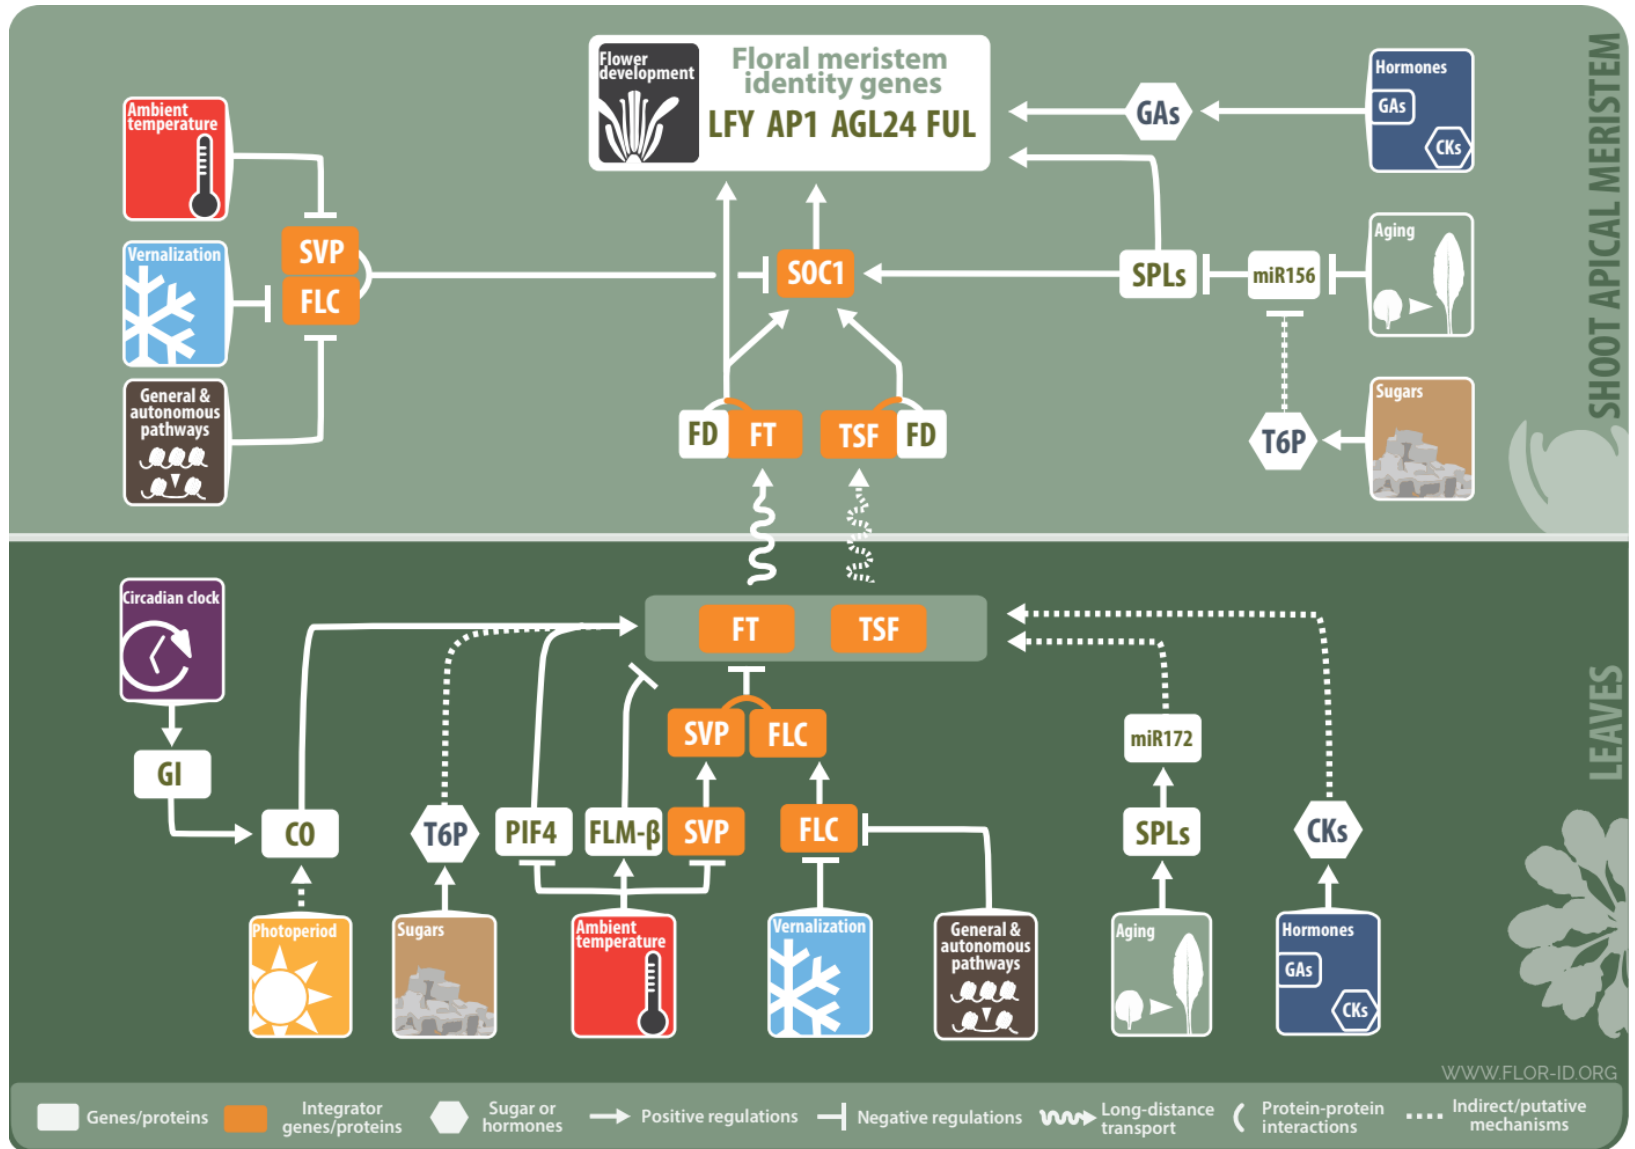 Flower
development
Floral meristem
identity genes
LFY AP1 AGL24 FUL
Ambient
temperature
Vernalization
General &
autonomous
pathways
SVP
FLC
SOC1
SPLs
miR156
GAs
Hormones
GAs
CKs
Aging
Sugars
T6P
FD
FT
TSF
FD
SHOOT APICAL MERISTEM
Circadian clock
GI
CO
T6P
PIF4
FLM-β
SVP
FLC
FT
TSF
SVP
FLC
miR172
SPLs
CKs
LEAVES
Photoperiod
Sugars
Ambient
temperature
Vernalization
General &
autonomous
pathways
Aging
Hormones
GAs
CKs
WWW.FLOR-ID.ORG
Genes/proteins
Integrator
genes/proteins
Sugar or
hormones
Positive regulations
Negative regulations
Long-distance
transport
Protein-protein
interactions
Indirect/putative
mechanisms